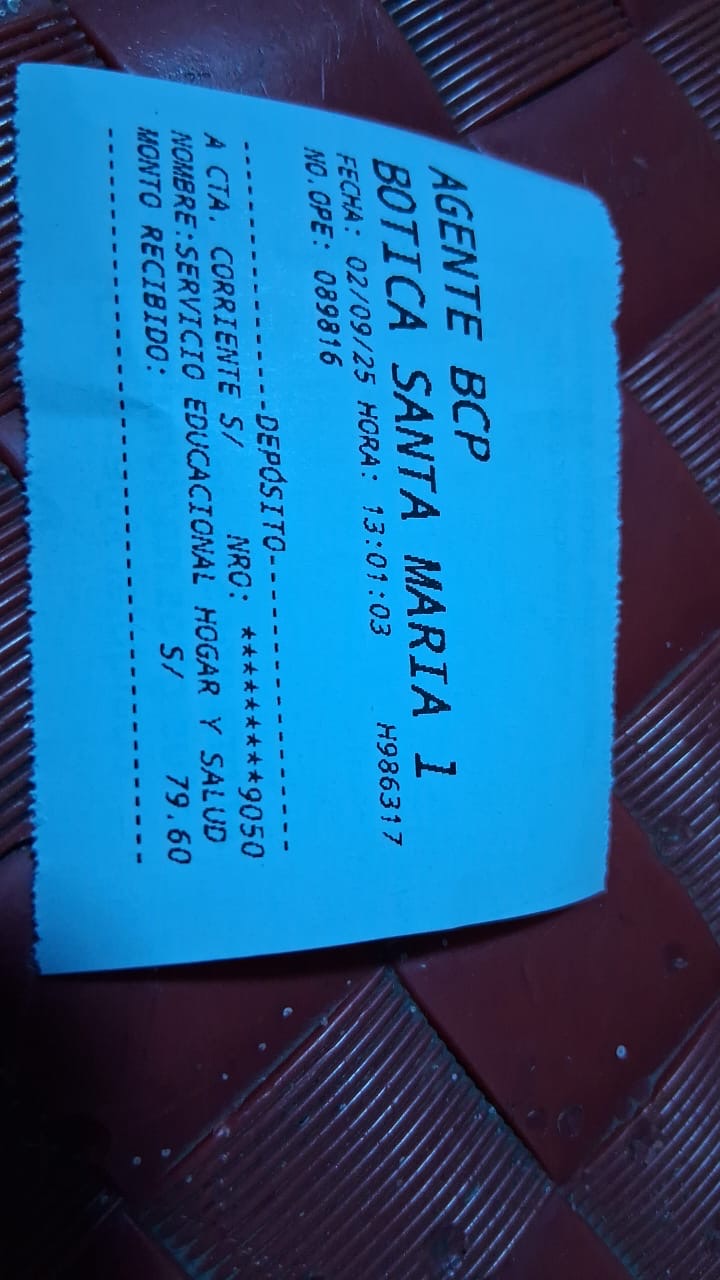 AGENTE BCP
BOTICA SANTA MARIA I
FECHA: 02/09/25 HORA: 13:01:03 H986317
NO.OPE: 089816
-------------DEPÓSITO----------------
A CTA. CORRIENTE S/ NRO: *********9050
NOMBRE:SERVICIO EDUCACIONAL HOGAR Y SALUD
MONTO RECIBIDO: S/ 79.60
-----------------------------------------